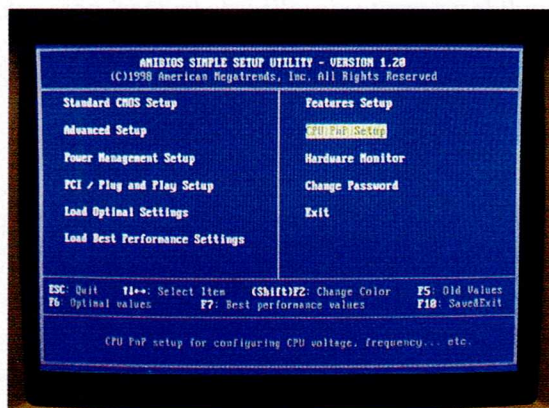 AMIBIOS SIMPLE SETUP UTILITY - VERSION 1.20
(C)1998 American Megatrends, Inc. All Rights Reserved
Standard CMOS Setup
Advanced Setup
Power Management Setup
PCI / Plug and Play Setup
Load Optimal Settings
Load Best Performance Settings
Features Setup
CPU PnP Setup
Hardware Monitor
Change Password
Exit
ESC: Quit ↑↓←→: Select Item (Shift)F2: Change Color F5: Old Values
F6: Optimal values F7: Best performance values F10: Save&Exit
CPU PnP setup for configuring CPU voltage, frequency... etc.